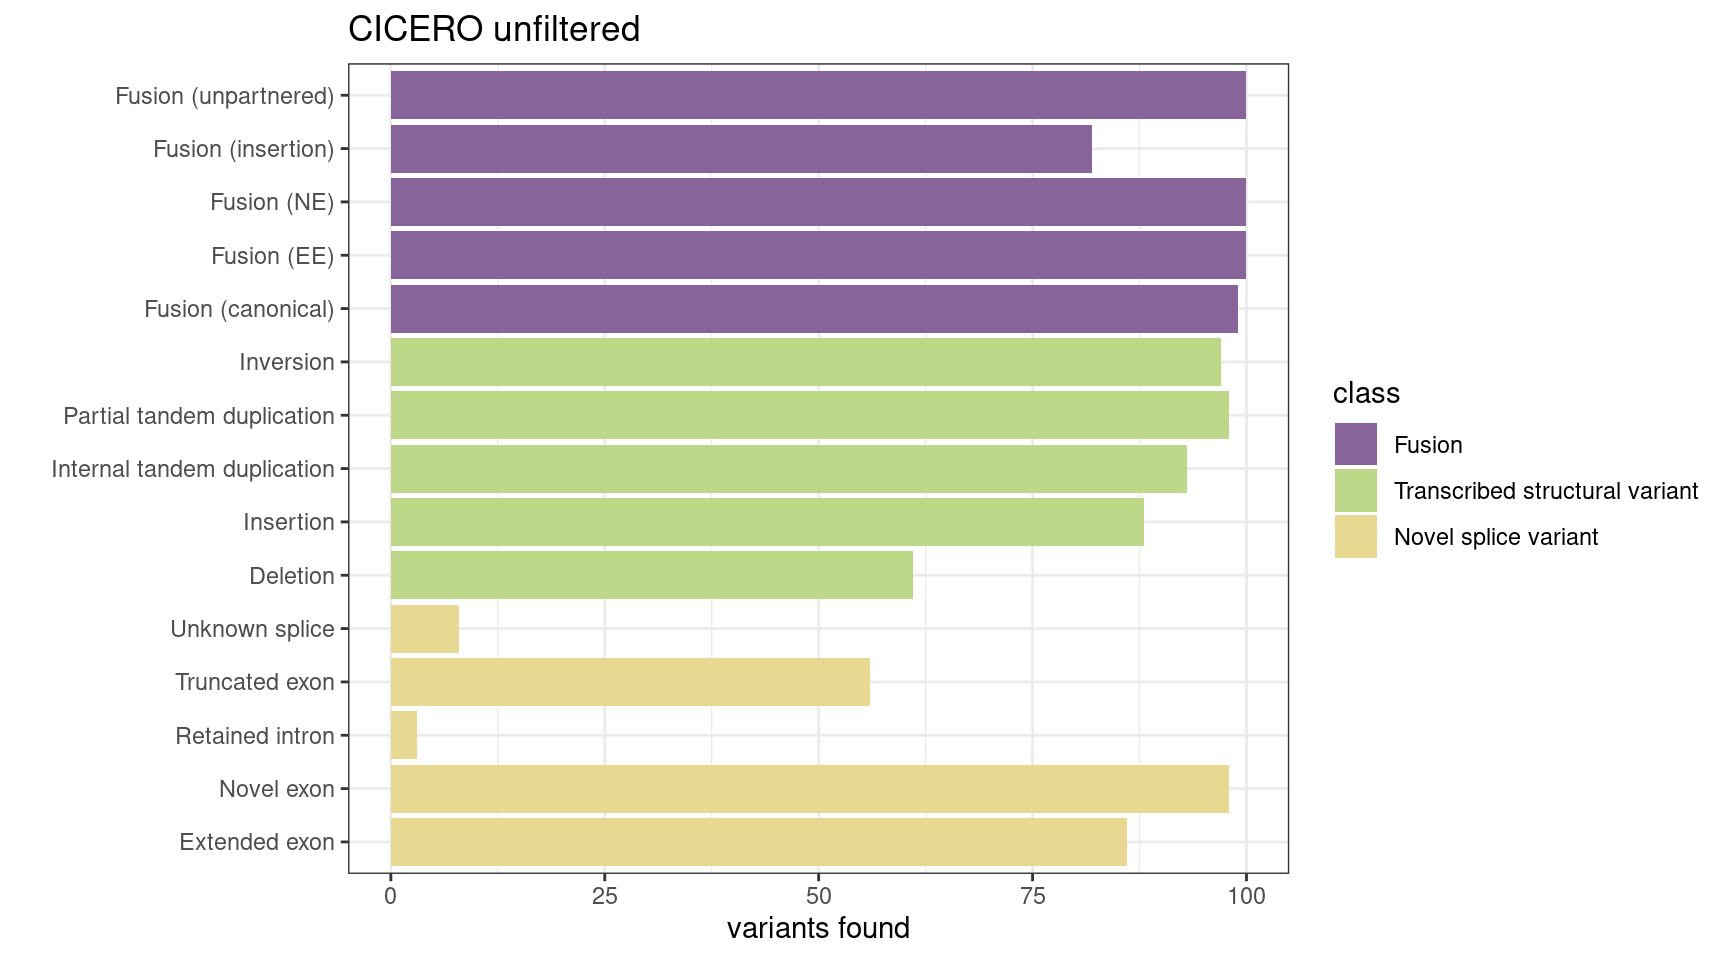 CICERO unfiltered
Fusion (unpartnered)
Fusion (insertion)
Fusion (NE)
Fusion (EE)
Fusion (canonical)
Inversion
Partial tandem duplication
Internal tandem duplication
Insertion
Deletion
Unknown splice
Truncated exon
Retained intron
Novel exon
Extended exon
0 25 50 75 100
variants found
class
Fusion
Transcribed structural variant
Novel splice variant